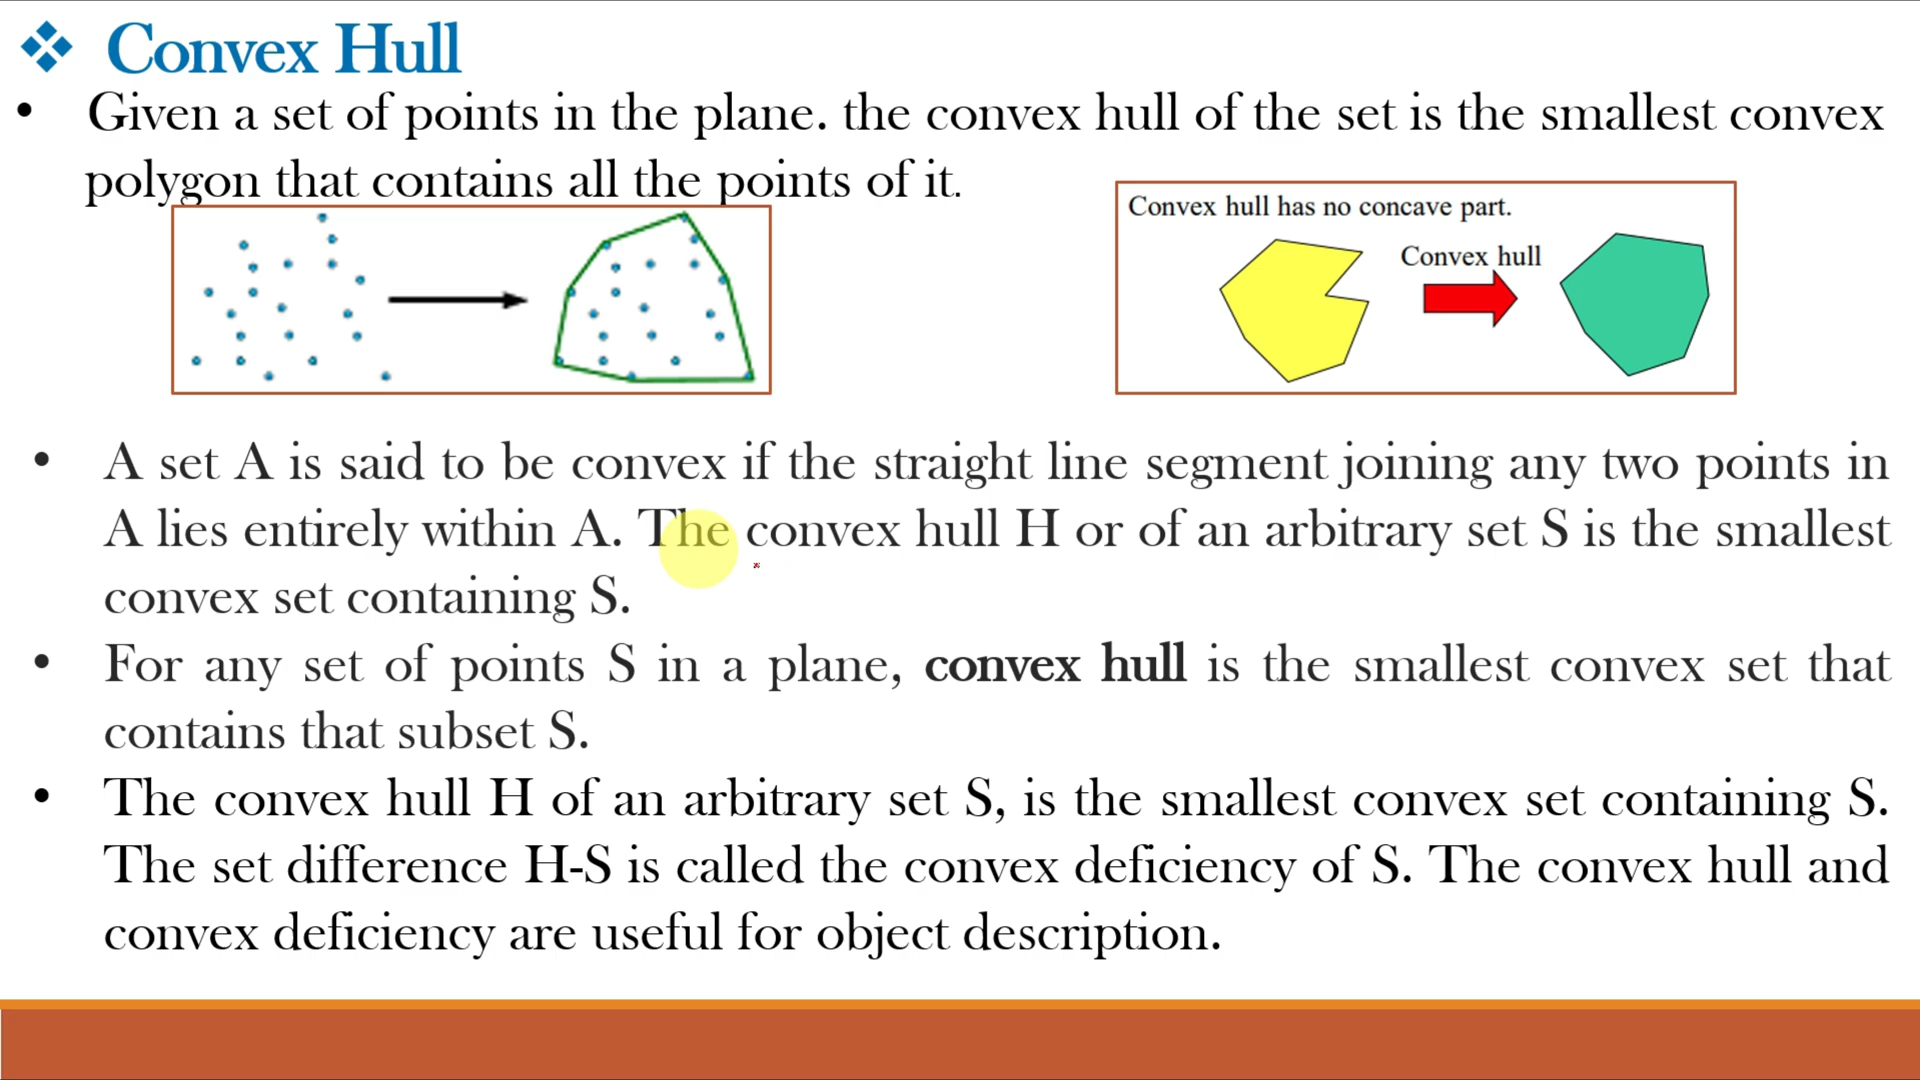 ❖ Convex Hull
• Given a set of points in the plane. the convex hull of the set is the smallest convex
polygon that contains all the points of it.
Convex hull has no concave part.
Convex hull
• A set A is said to be convex if the straight line segment joining any two points in
A lies entirely within A. The convex hull H or of an arbitrary set S is the smallest
convex set containing S.
• For any set of points S in a plane, convex hull is the smallest convex set that
contains that subset S.
• The convex hull H of an arbitrary set S, is the smallest convex set containing S.
The set difference H-S is called the convex deficiency of S. The convex hull and
convex deficiency are useful for object description.